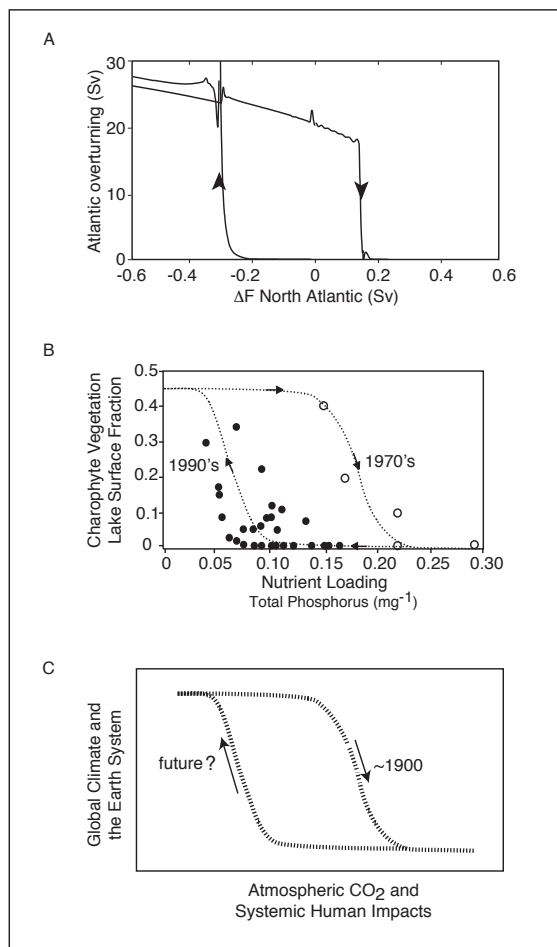 A
Atlantic overturning (Sv)
30
20
10
0
-0.6 -0.4 -0.2 0 0.2 0.4 0.6
ΔF North Atlantic (Sv)
B
Charophyte Vegetation
Lake Surface Fraction
0.5
0.4
0.3
0.2
0.1
0
1990's
1970's
0 0.05 0.10 0.15 0.20 0.25 0.30
Nutrient Loading
Total Phosphorus (mg-1)
C
Global Climate and
the Earth System
future?
~1900
Atmospheric CO2 and
Systemic Human Impacts